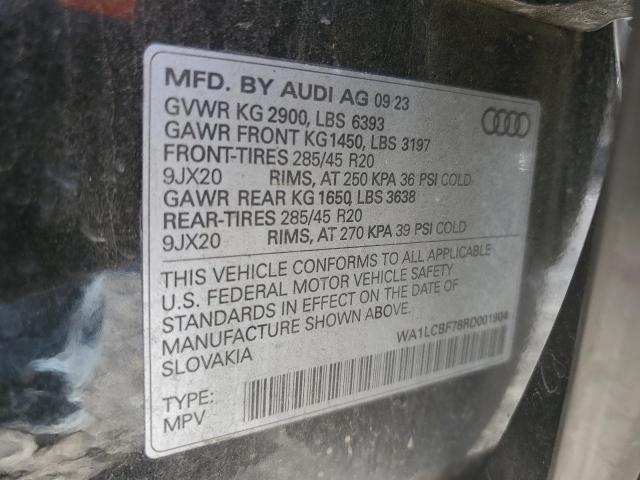 MFD. BY AUDI AG 09 23
GVWR KG 2900, LBS 6393
GAWR FRONT KG1450, LBS 3197
FRONT-TIRES 285/45 R20
9JX20 RIMS, AT 250 KPA 36 PSI COLD
GAWR REAR KG 1650, LBS 3638
REAR-TIRES 285/45 R20
9JX20 RIMS, AT 270 KPA 39 PSI COLD
THIS VEHICLE CONFORMS TO ALL APPLICABLE
U.S. FEDERAL MOTOR VEHICLE SAFETY
STANDARDS IN EFFECT ON THE DATE OF
MANUFACTURE SHOWN ABOVE.
SLOVAKIA
WA1LCBF78RD001904
TYPE:
MPV